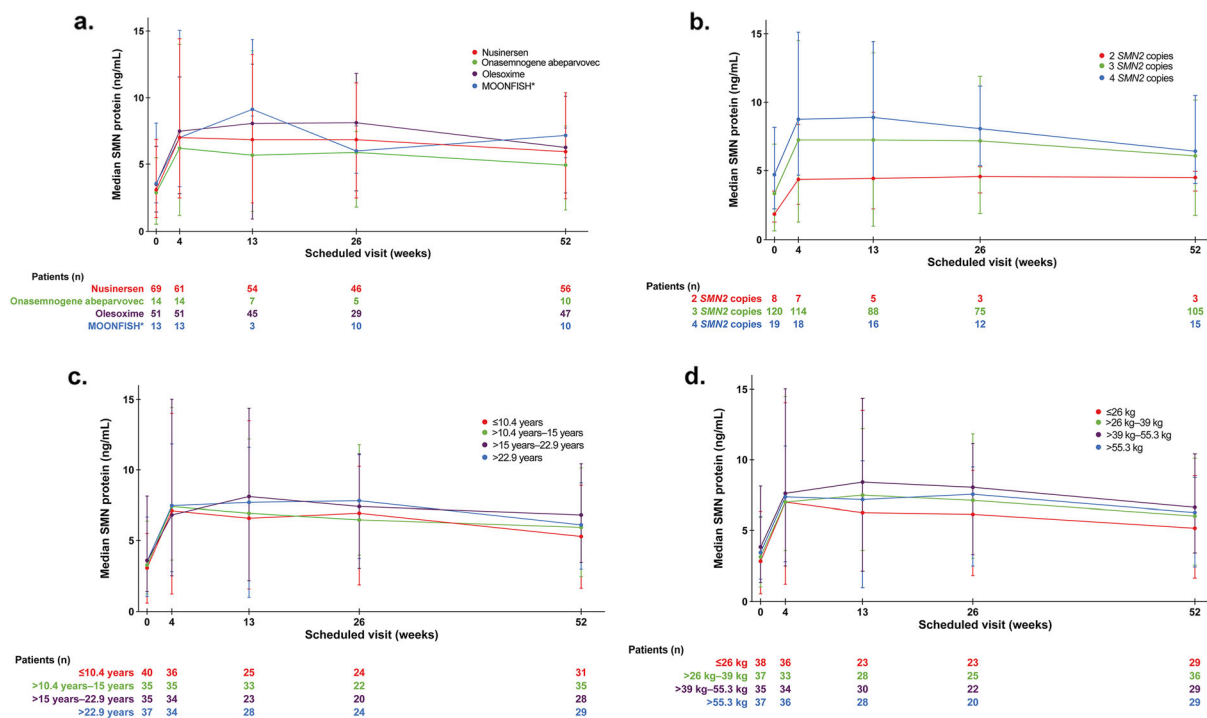 a.
Median SMN protein (ng/mL)
15
10
5
0
Nusinersen
Onasemnogene abeparvovec
Olesoxime
MOONFISH*
0 4 13 26 52
Scheduled visit (weeks)
Patients (n)
Nusinersen 69 61 54 46 56
Onasemnogene abeparvovec 14 14 7 5 10
Olesoxime 51 51 45 29 47
MOONFISH* 13 13 3 10 10
b.
Median SMN protein (ng/mL)
15
10
5
0
2 SMN2 copies
3 SMN2 copies
4 SMN2 copies
0 4 13 26 52
Scheduled visit (weeks)
Patients (n)
2 SMN2 copies 8 7 5 3 3
3 SMN2 copies 120 114 88 75 105
4 SMN2 copies 19 18 16 12 15
c.
Median SMN protein (ng/mL)
15
10
5
0
≤10.4 years
>10.4 years–15 years
>15 years–22.9 years
>22.9 years
0 4 13 26 52
Scheduled visit (weeks)
Patients (n)
≤10.4 years 40 36 25 24 31
>10.4 years–15 years 35 35 33 22 35
>15 years–22.9 years 35 34 23 20 28
>22.9 years 37 34 28 24 29
d.
Median SMN protein (ng/mL)
15
10
5
0
≤26 kg
>26 kg–39 kg
>39 kg–55.3 kg
>55.3 kg
0 4 13 26 52
Scheduled visit (weeks)
Patients (n)
≤26 kg 38 36 23 23 29
>26 kg–39 kg 37 33 28 25 36
>39 kg–55.3 kg 35 34 30 22 29
>55.3 kg 37 36 28 20 29